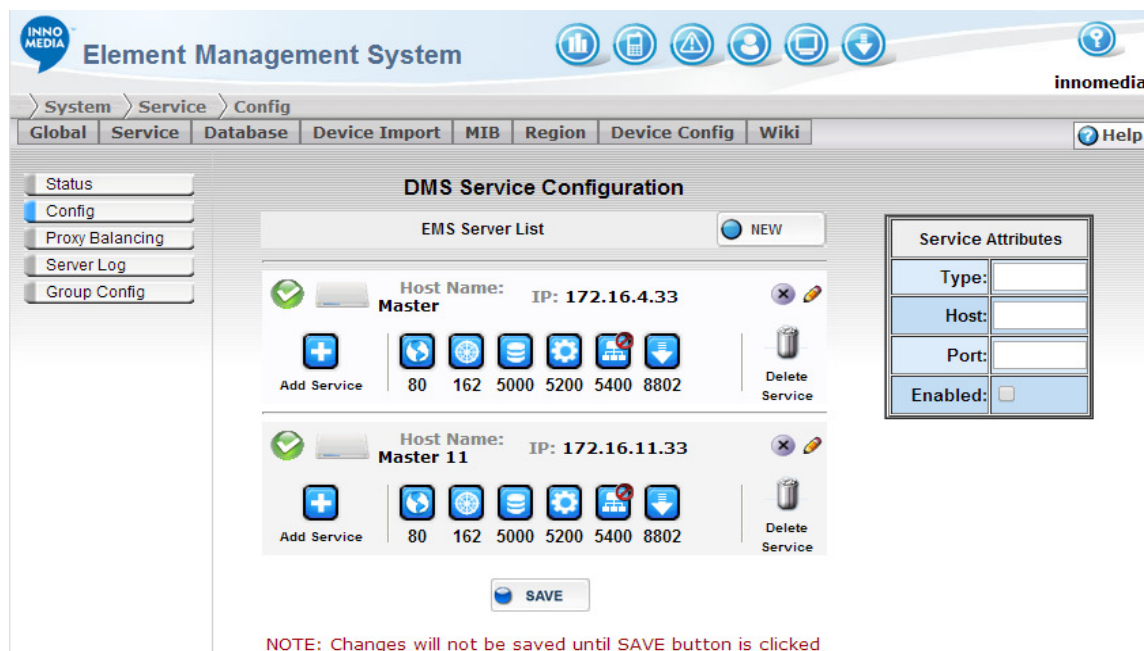 INNO
MEDIA
Element Management System
innomedia
System Service Config
Global Service Database Device Import MIB Region Device Config Wiki
Help
Status
Config
Proxy Balancing
Server Log
Group Config
DMS Service Configuration
EMS Server List
NEW
Host Name:
Master
IP: 172.16.4.33
Add Service
80 162 5000 5200 5400 8802
Delete
Service
Host Name:
Master 11
IP: 172.16.11.33
Add Service
80 162 5000 5200 5400 8802
Delete
Service
SAVE
NOTE: Changes will not be saved until SAVE button is clicked
Service Attributes
Type:
Host:
Port:
Enabled: